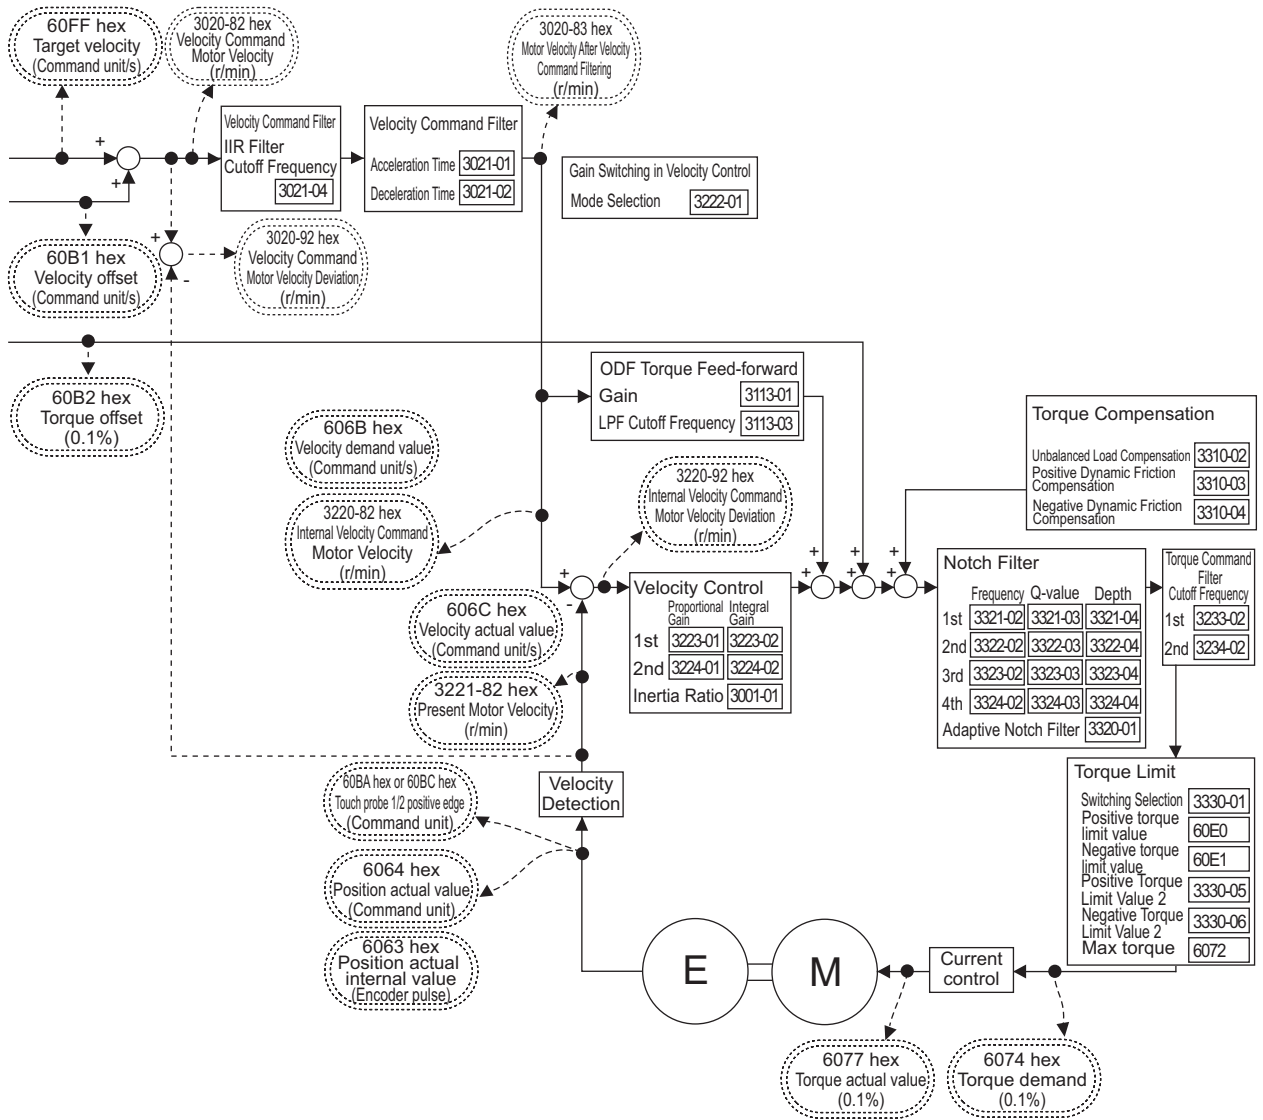 60FF hex
Target velocity
(Command unit/s)
3020-82 hex
Velocity Command
Motor Velocity
(r/min)
3020-83 hex
Motor Velocity After Velocity
Command Filtering
(r/min)
+
+
Velocity Command Filter
IIR Filter
Cutoff Frequency
3021-04
Velocity Command Filter
Acceleration Time 3021-01
Deceleration Time 3021-02
Gain Switching in Velocity Control
Mode Selection 3222-01
60B1 hex
Velocity offset
(Command unit/s)
+
-
3020-92 hex
Velocity Command
Motor Velocity Deviation
(r/min)
60B2 hex
Torque offset
(0.1%)
ODF Torque Feed-forward
Gain 3113-01
LPF Cutoff Frequency 3113-03
Torque Compensation
Unbalanced Load Compensation 3310-02
Positive Dynamic Friction
Compensation 3310-03
Negative Dynamic Friction
Compensation 3310-04
606B hex
Velocity demand value
(Command unit/s)
3220-82 hex
Internal Velocity Command
Motor Velocity
(r/min)
3220-92 hex
Internal Velocity Command
Motor Velocity Deviation
(r/min)
606C hex
Velocity actual value
(Command unit/s)
3221-82 hex
Present Motor Velocity
(r/min)
+
-
Velocity Control
Proportional Gain Integral Gain
1st 3223-01 3223-02
2nd 3224-01 3224-02
Inertia Ratio 3001-01
+
+
+
+
+
+
Notch Filter
Frequency Q-value Depth
1st 3321-02 3321-03 3321-04
2nd 3322-02 3322-03 3322-04
3rd 3323-02 3323-03 3323-04
4th 3324-02 3324-03 3324-04
Adaptive Notch Filter 3320-01
Torque Command
Filter
Cutoff Frequency
1st 3233-02
2nd 3234-02
Torque Limit
Switching Selection 3330-01
Positive torque
limit value 60E0
Negative torque
limit value 60E1
Positive Torque
Limit Value 2 3330-05
Negative Torque
Limit Value 2 3330-06
Max torque 6072
Velocity
Detection
60BA hex or 60BC hex
Touch probe 1/2 positive edge
(Command unit)
6064 hex
Position actual value
(Command unit)
6063 hex
Position actual
internal value
(Encoder pulse)
E
M
Current
control
6077 hex
Torque actual value
(0.1%)
6074 hex
Torque demand
(0.1%)